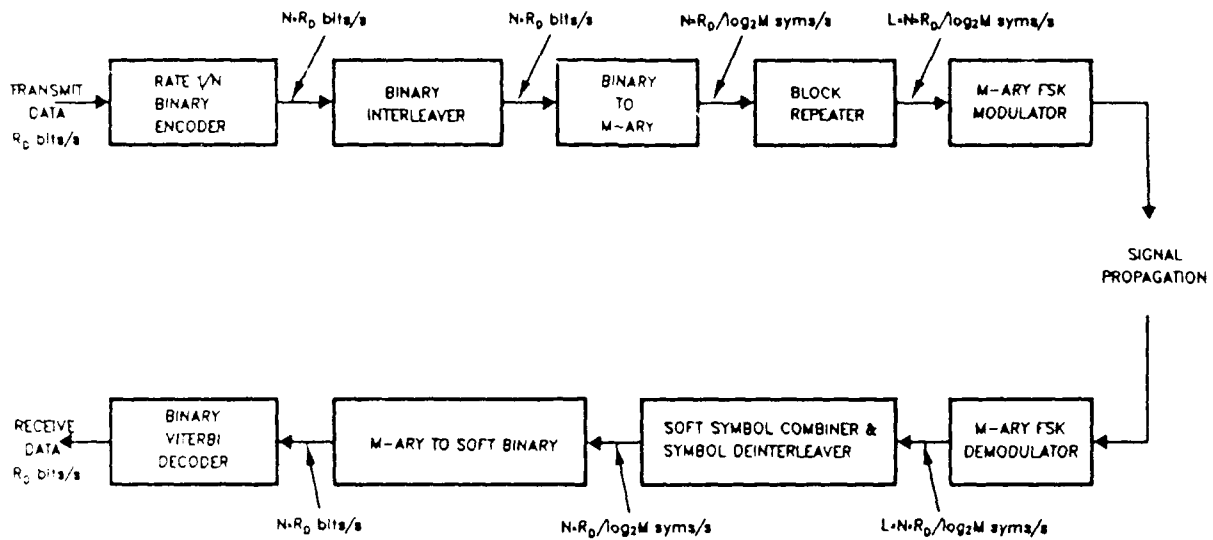 N•R_D bits/s
N•R_D bits/s
N•R_D/log₂M syms/s
L•N•R_D/log₂M syms/s
TRANSMIT
DATA
R_D bits/s
RATE 1/N
BINARY
ENCODER
BINARY
INTERLEAVER
BINARY
TO
M-ARY
BLOCK
REPEATER
M-ARY FSK
MODULATOR
SIGNAL
PROPAGATION
RECEIVE
DATA
R_D bits/s
BINARY
VITERBI
DECODER
M-ARY TO SOFT BINARY
SOFT SYMBOL COMBINER &
SYMBOL DEINTERLEAVER
M-ARY FSK
DEMODULATOR
N•R_D bits/s
N•R_D/log₂M syms/s
L•N•R_D/log₂M syms/s